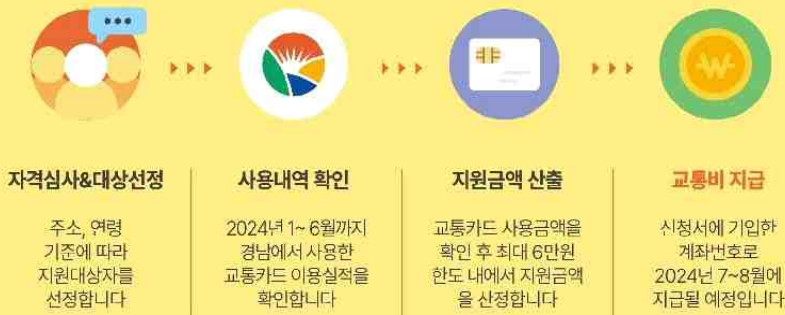 자격심사&대상선정
주소, 연령
기준에 따라
지원대상자를
선정합니다
사용내역 확인
2024년 1~ 6월까지
경남에서 사용한
교통카드 이용실적을
확인합니다
지원금액 산출
교통카드 사용금액을
확인 후 최대 6만원
한도 내에서 지원금액
을 산정합니다
교통비 지급
신청서에 기입한
계좌번호로
2024년 7~8월에
지급될 예정입니다